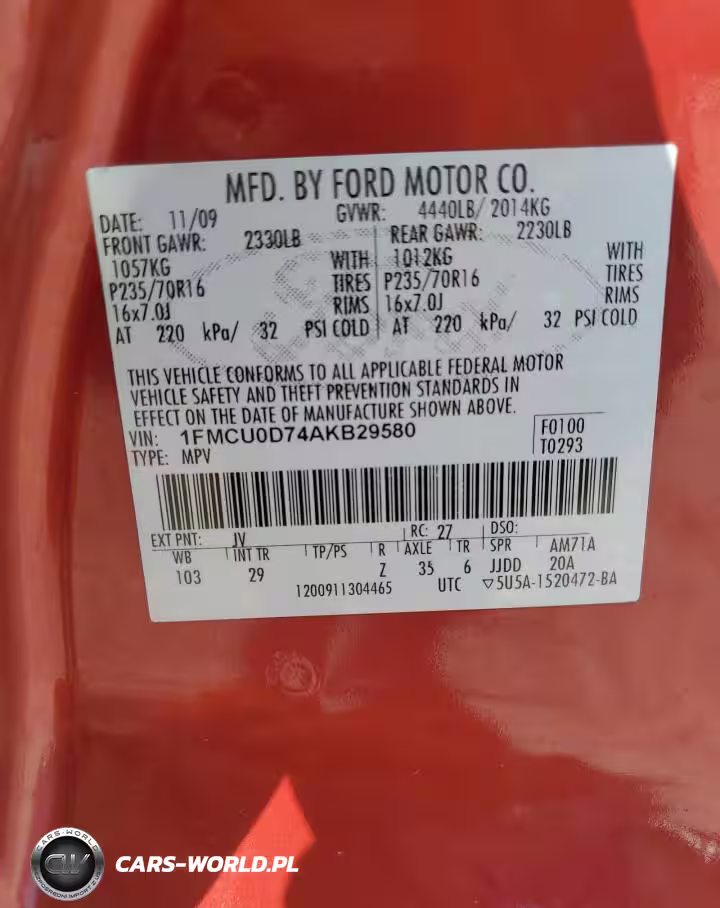 MFD. BY FORD MOTOR CO.
DATE: 11/09 GVWR: 4440LB/ 2014KG
FRONT GAWR: 2330LB REAR GAWR: 2230LB
1057KG WITH 1012KG WITH
P235/70R16 TIRES P235/70R16 TIRES
16x7.0J RIMS 16x7.0J RIMS
AT 220 kPa/ 32 PSI COLD AT 220 kPa/ 32 PSI COLD
THIS VEHICLE CONFORMS TO ALL APPLICABLE FEDERAL MOTOR
VEHICLE SAFETY AND THEFT PREVENTION STANDARDS IN
EFFECT ON THE DATE OF MANUFACTURE SHOWN ABOVE.
VIN: 1FMCU0D74AKB29580 F0100
TYPE: MPV T0293
EXT PNT: JV RC: 27 DSO:
WB INT TR TP/PS R AXLE TR SPR AM71A
103 29 Z 35 6 JJDD 20A
1200911304465 UTC ▽5U5A-1520472-BA
CARS-WORLD
CW
CARS-WORLD.PL